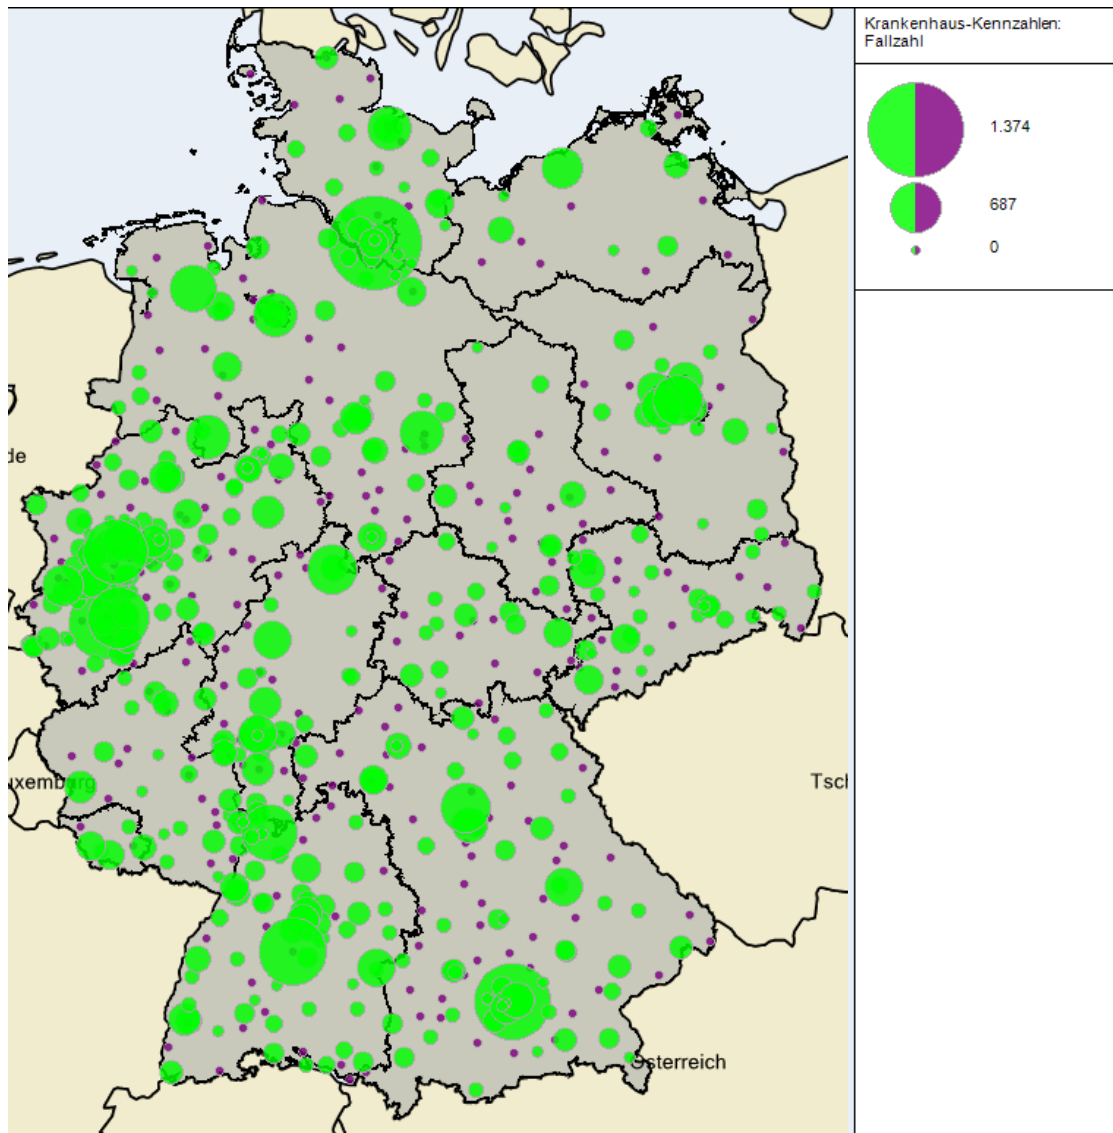 Krankenhaus-Kennzahlen:
Fallzahl
1.374
687
0
de
uxemburg
Tsch
Österreich